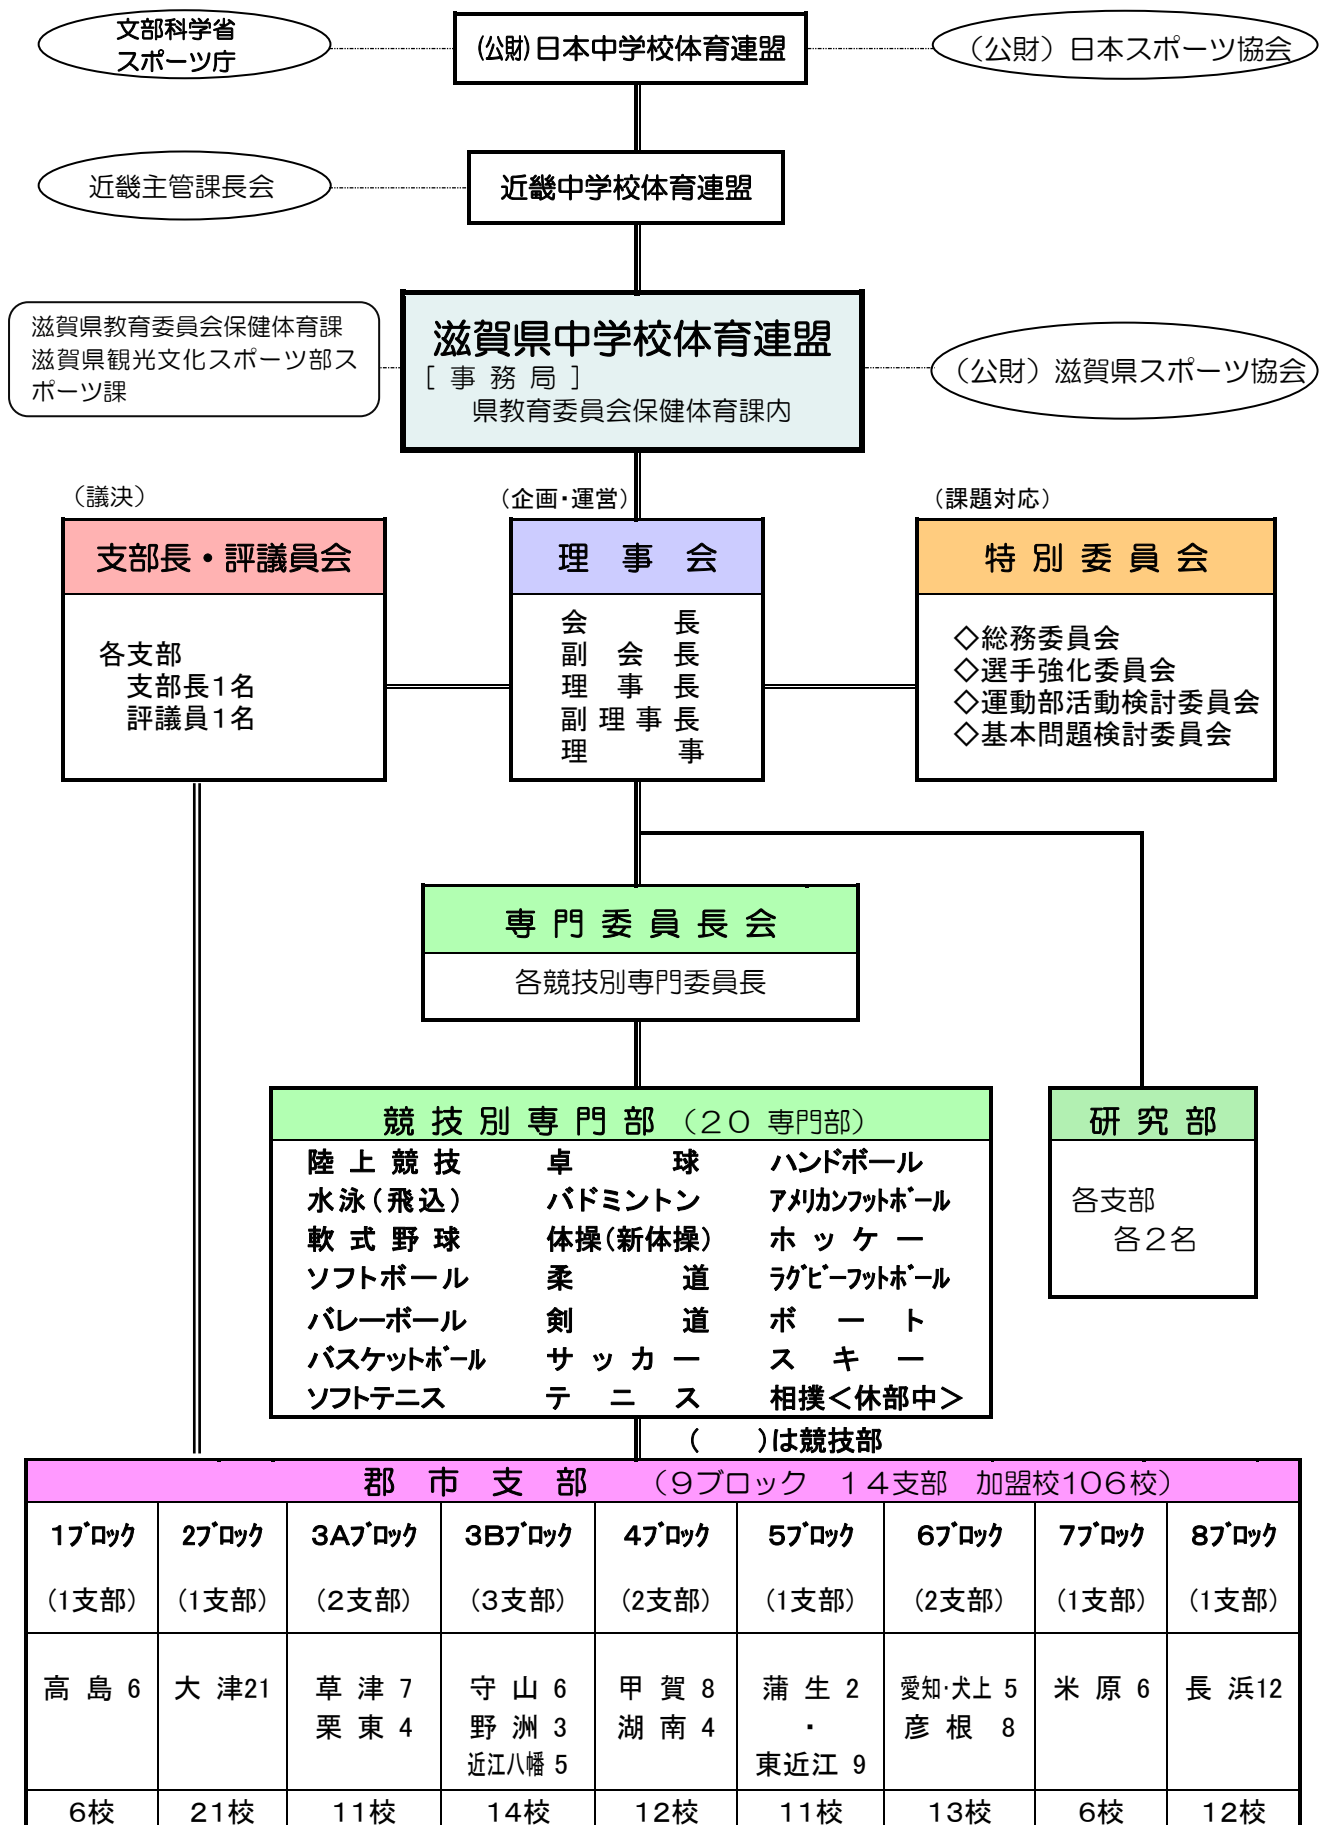 文部科学省
スポーツ庁
(公財)日本中学校体育連盟
（公財）日本スポーツ協会
近畿主管課長会
近畿中学校体育連盟
滋賀県教育委員会保健体育課
滋賀県観光文化スポーツ部ス
ポーツ課
滋賀県中学校体育連盟
［ 事 務 局 ］
県教育委員会保健体育課内
（公財）滋賀県スポーツ協会
（議決）
（企画・運営）
（課題対応）
支部長・評議員会
各支部
支部長１名
評議員１名
理 事 会
会 長
副 会 長
理 事 長
副 理 事 長
理 事
特 別 委 員 会
◇総務委員会
◇選手強化委員会
◇運動部活動検討委員会
◇基本問題検討委員会
専 門 委 員 長 会
各競技別専門委員長
競 技 別 専 門 部 （２０ 専門部）
陸 上 競 技 卓 球 ハンドボール
水泳（飛込） バドミントン ｱﾒﾘｶﾝﾌｯﾄﾎﾞｰﾙ
軟 式 野 球 体操（新体操） ホ ッ ケ ー
ソフトボール 柔 道 ﾗｸﾞﾋﾞｰﾌｯﾄﾎﾞｰﾙ
バレーボール 剣 道 ボ ー ト
バスケットボール サ ッ カ ー ス キ ー
ソフトテニス テ ニ ス 相撲＜休部中＞
研 究 部
各支部
各２名
（ ）は競技部
郡 市 支 部 （９ブロック １４支部 加盟校１０６校）
１ﾌﾞﾛｯｸ ２ﾌﾞﾛｯｸ ３Aﾌﾞﾛｯｸ ３Bﾌﾞﾛｯｸ ４ﾌﾞﾛｯｸ ５ﾌﾞﾛｯｸ ６ﾌﾞﾛｯｸ ７ﾌﾞﾛｯｸ ８ﾌﾞﾛｯｸ
（1支部） （1支部） （２支部） （３支部） （2支部） （1支部） （2支部） （1支部） （1支部）
高 島 6 大 津21 草 津 7 守 山 6 甲 賀 8 蒲 生 2 愛知･犬上 5 米 原 6 長 浜12
栗 東 4 野 洲 3 湖 南 4 ・ 彦 根 8
近江八幡 5 東近江 9
６校 ２１校 １１校 １４校 １２校 １１校 １３校 ６校 １２校